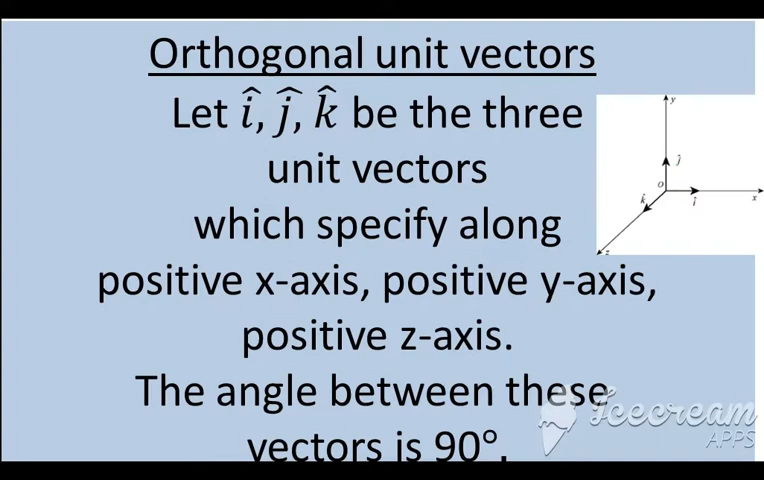 Orthogonal unit vectors
Let î, ĵ, k̂ be the three
unit vectors
which specify along
positive x-axis, positive y-axis,
positive z-axis.
The angle between these
vectors is 90°.
y
ĵ
O
k̂
î
x
z
Icecream
APPS